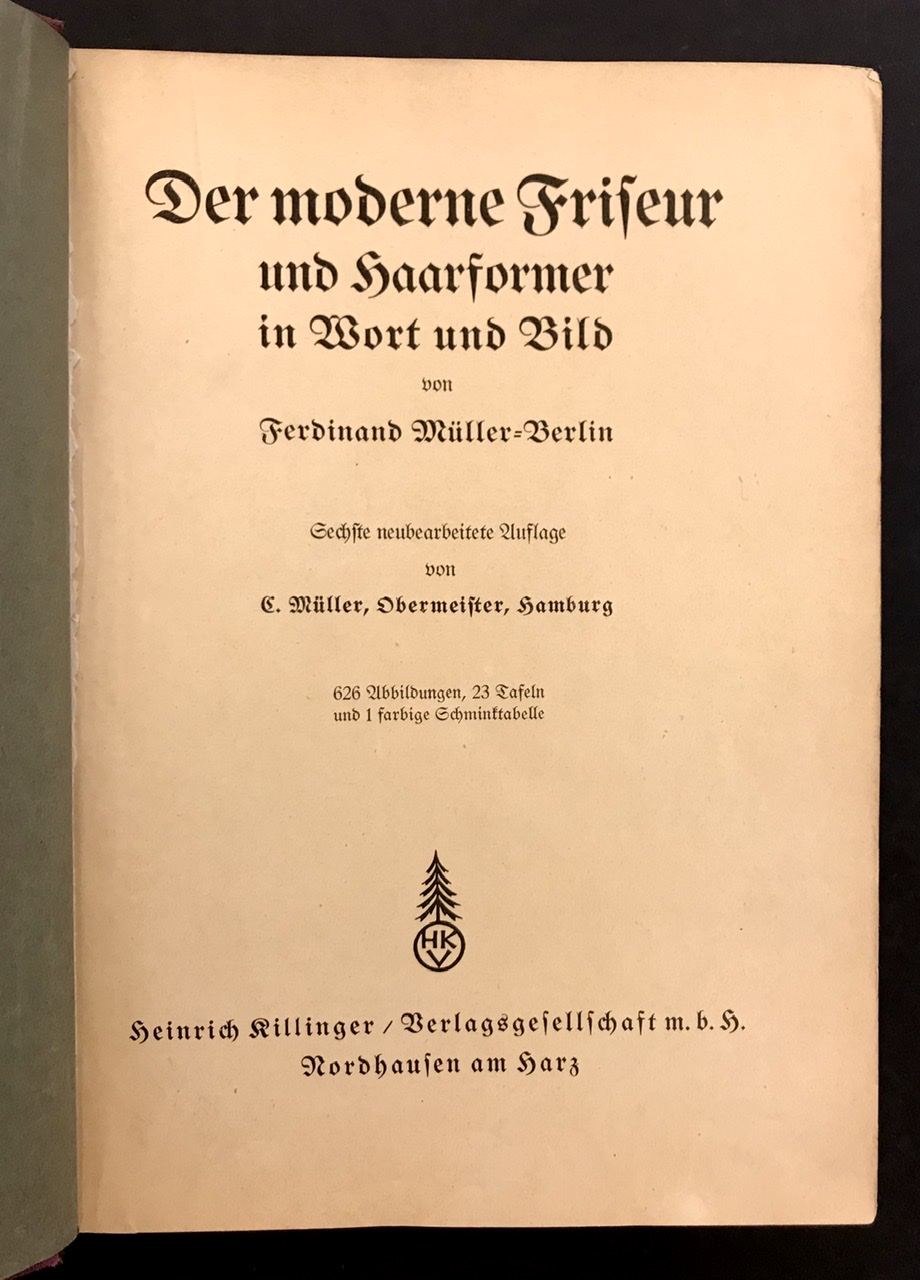 Der moderne Friseur
und Haarformer
in Wort und Bild
von
Ferdinand Müller-Berlin
Sechste neubearbeitete Auflage
von
C. Müller, Obermeister, Hamburg
626 Abbildungen, 23 Tafeln
und 1 farbige Schminktabelle
HK
V
Heinrich Killinger / Verlagsgesellschaft m. b. H.
Nordhausen am Harz